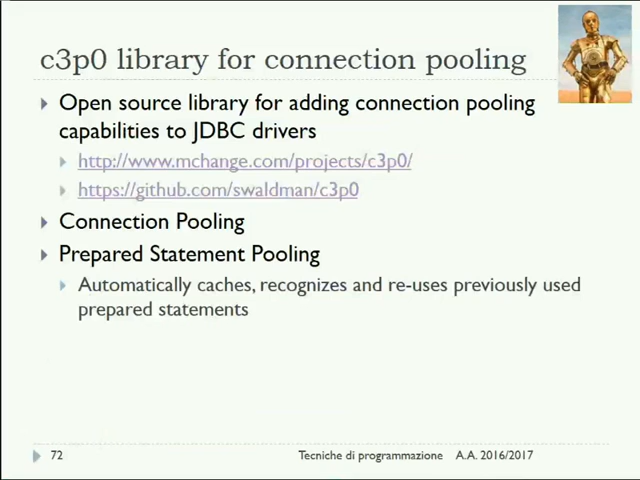 c3p0 library for connection pooling
Open source library for adding connection pooling
capabilities to JDBC drivers
http://www.mchange.com/projects/c3p0/
https://github.com/swaldman/c3p0
Connection Pooling
Prepared Statement Pooling
Automatically caches, recognizes and re-uses previously used
prepared statements
72 Tecniche di programmazione A.A. 2016/2017